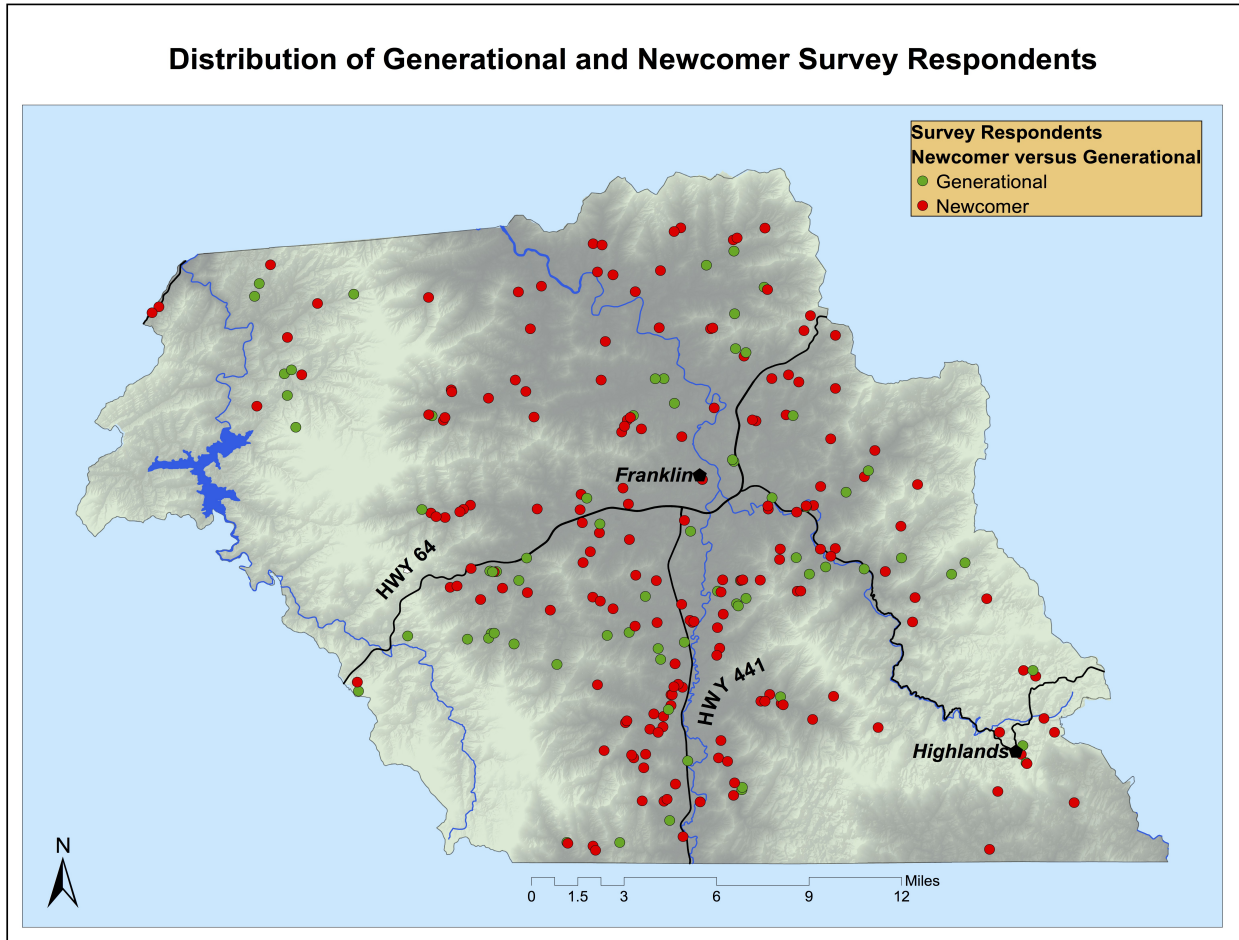 Distribution of Generational and Newcomer Survey Respondents
Survey Respondents
Newcomer versus Generational
Generational
Newcomer
Franklin
HWY 64
HWY 441
Highlands
N
Miles
0 1.5 3 6 9 12